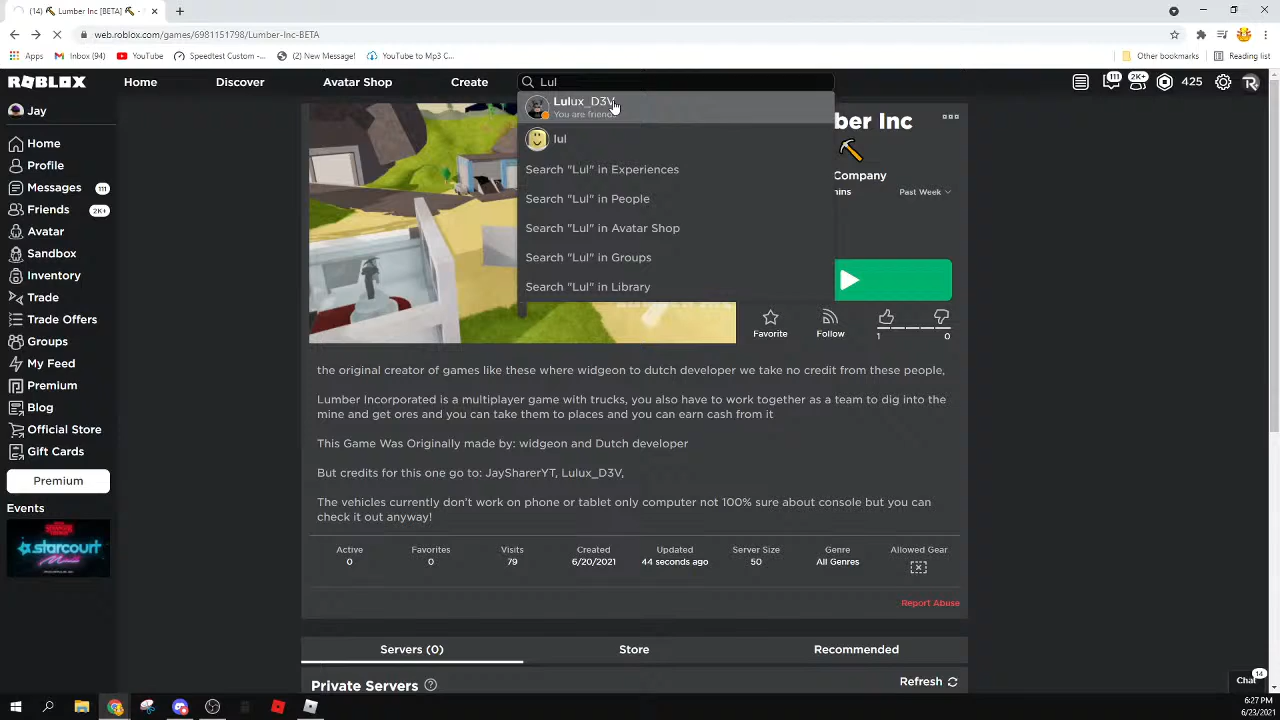 (14) Lumber Inc [BETA]
web.roblox.com/games/6981151798/Lumber-Inc-BETA
Apps
Inbox (94)
YouTube
Speedtest Custom...
(2) New Message!
YouTube to Mp3 C...
Other bookmarks
Reading list
ROBLOX
Home
Discover
Avatar Shop
Create
Lul
111
2K+
425
Jay
Lulux_D3V
You are friend
lul
Search "Lul" in Experiences
Search "Lul" in People
Search "Lul" in Avatar Shop
Search "Lul" in Groups
Search "Lul" in Library
Home
Profile
Messages
111
Friends
2K+
Avatar
Sandbox
Inventory
Trade
Trade Offers
Groups
My Feed
Premium
Blog
Official Store
Gift Cards
Premium
Events
starcourt
ber Inc
Company
ins
Past Week
Favorite
Follow
1
0
the original creator of games like these where widgeon to dutch developer we take no credit from these people,
Lumber Incorporated is a multiplayer game with trucks, you also have to work together as a team to dig into the
mine and get ores and you can take them to places and you can earn cash from it
This Game Was Originally made by: widgeon and Dutch developer
But credits for this one go to: JaySharerYT, Lulux_D3V,
The vehicles currently don't work on phone or tablet only computer not 100% sure about console but you can
check it out anyway!
Active
Favorites
Visits
Created
Updated
Server Size
Genre
Allowed Gear
0
0
79
6/20/2021
44 seconds ago
50
All Genres
Report Abuse
Servers (0)
Store
Recommended
Private Servers
Refresh
Chat
14
6:27 PM
6/23/2021